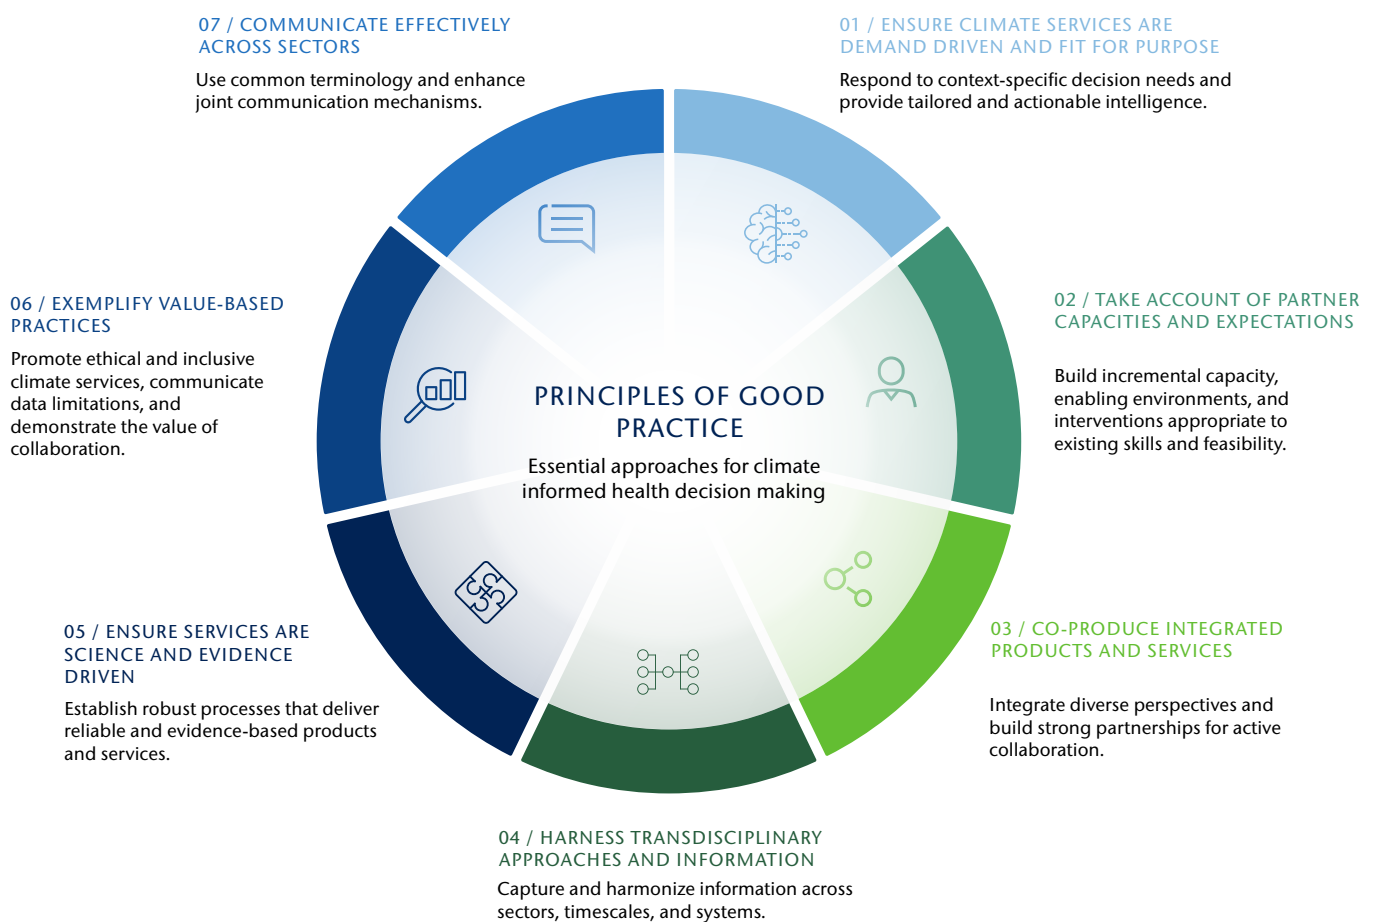 PRINCIPLES OF GOOD
PRACTICE
Essential approaches for climate
informed health decision making
01 / ENSURE CLIMATE SERVICES ARE
DEMAND DRIVEN AND FIT FOR PURPOSE
Respond to context-specific decision needs and
provide tailored and actionable intelligence.
02 / TAKE ACCOUNT OF PARTNER
CAPACITIES AND EXPECTATIONS
Build incremental capacity,
enabling environments, and
interventions appropriate to
existing skills and feasibility.
03 / CO-PRODUCE INTEGRATED
PRODUCTS AND SERVICES
Integrate diverse perspectives and
build strong partnerships for active
collaboration.
04 / HARNESS TRANSDISCIPLINARY
APPROACHES AND INFORMATION
Capture and harmonize information across
sectors, timescales, and systems.
05 / ENSURE SERVICES ARE
SCIENCE AND EVIDENCE
DRIVEN
Establish robust processes that deliver
reliable and evidence-based products
and services.
06 / EXEMPLIFY VALUE-BASED
PRACTICES
Promote ethical and inclusive
climate services, communicate
data limitations, and
demonstrate the value of
collaboration.
07 / COMMUNICATE EFFECTIVELY
ACROSS SECTORS
Use common terminology and enhance
joint communication mechanisms.